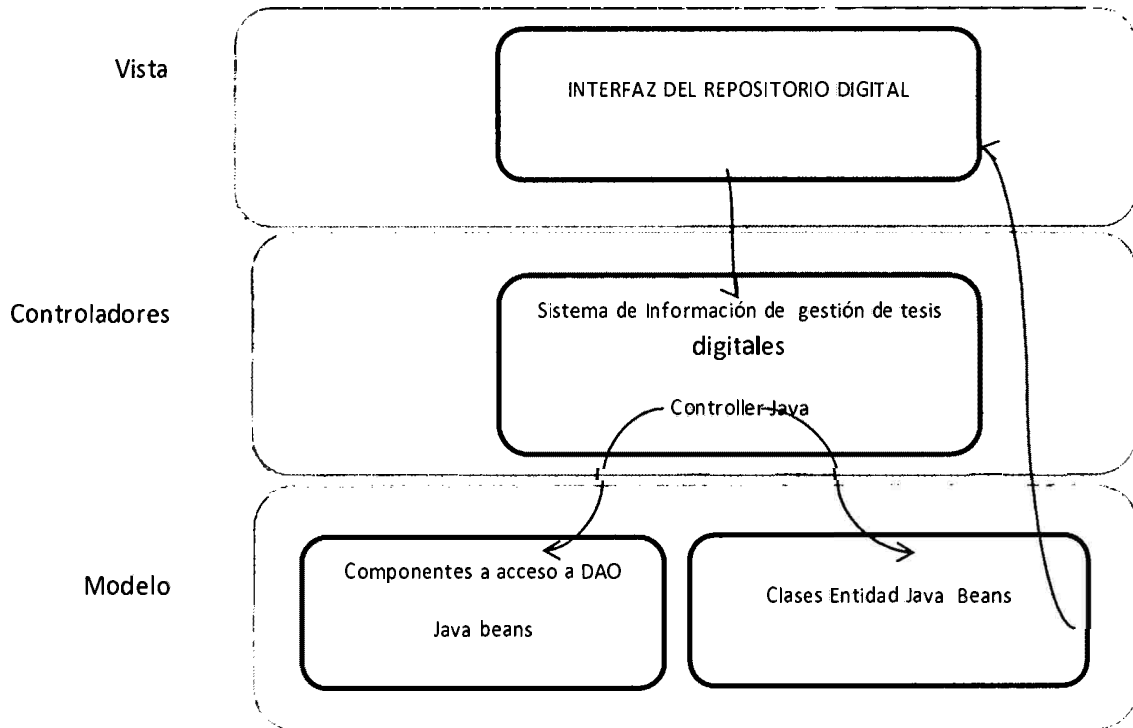 Vista
INTERFAZ DEL REPOSITORIO DIGITAL
Controladores
Sistema de Información de gestión de tesis
digitales
Controller Java
Modelo
Componentes a acceso a DAO
Java beans
Clases Entidad Java Beans